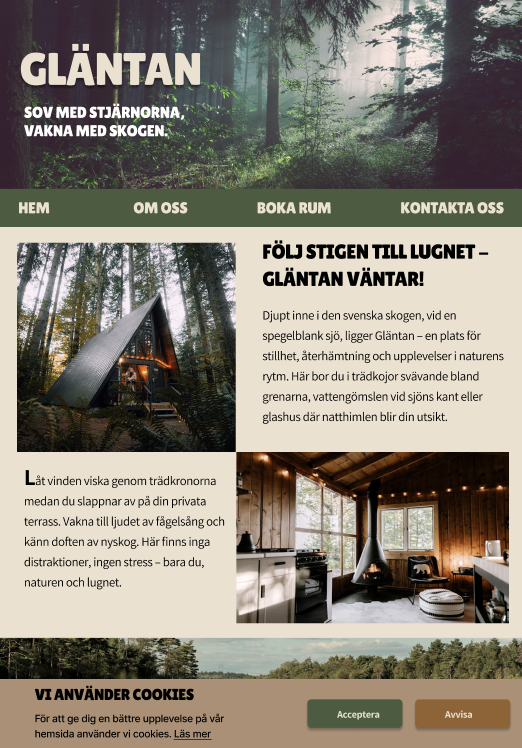 GLÄNTAN
SOV MED STJÄRNORNA,
VAKNA MED SKOGEN.
HEM OM OSS BOKA RUM KONTAKTA OSS
FÖLJ STIGEN TILL LUGNET –
GLÄNTAN VÄNTAR!
Djupt inne i den svenska skogen, vid en
spegelblank sjö, ligger Gläntan – en plats för
stillhet, återhämtning och upplevelser i naturens
rytm. Här bor du i trädkojor svävande bland
grenarna, vattengömslen vid sjöns kant eller
glashus där natthimlen blir din utsikt.
Låt vinden viska genom trädkronorna
medan du slappnar av på din privata
terrass. Vakna till ljudet av fågelsång och
känn doften av nyskog. Här finns inga
distraktioner, ingen stress – bara du,
naturen och lugnet.
VI ANVÄNDER COOKIES
För att ge dig en bättre upplevelse på vår
hemsida använder vi cookies. Läs mer
Acceptera Avvisa